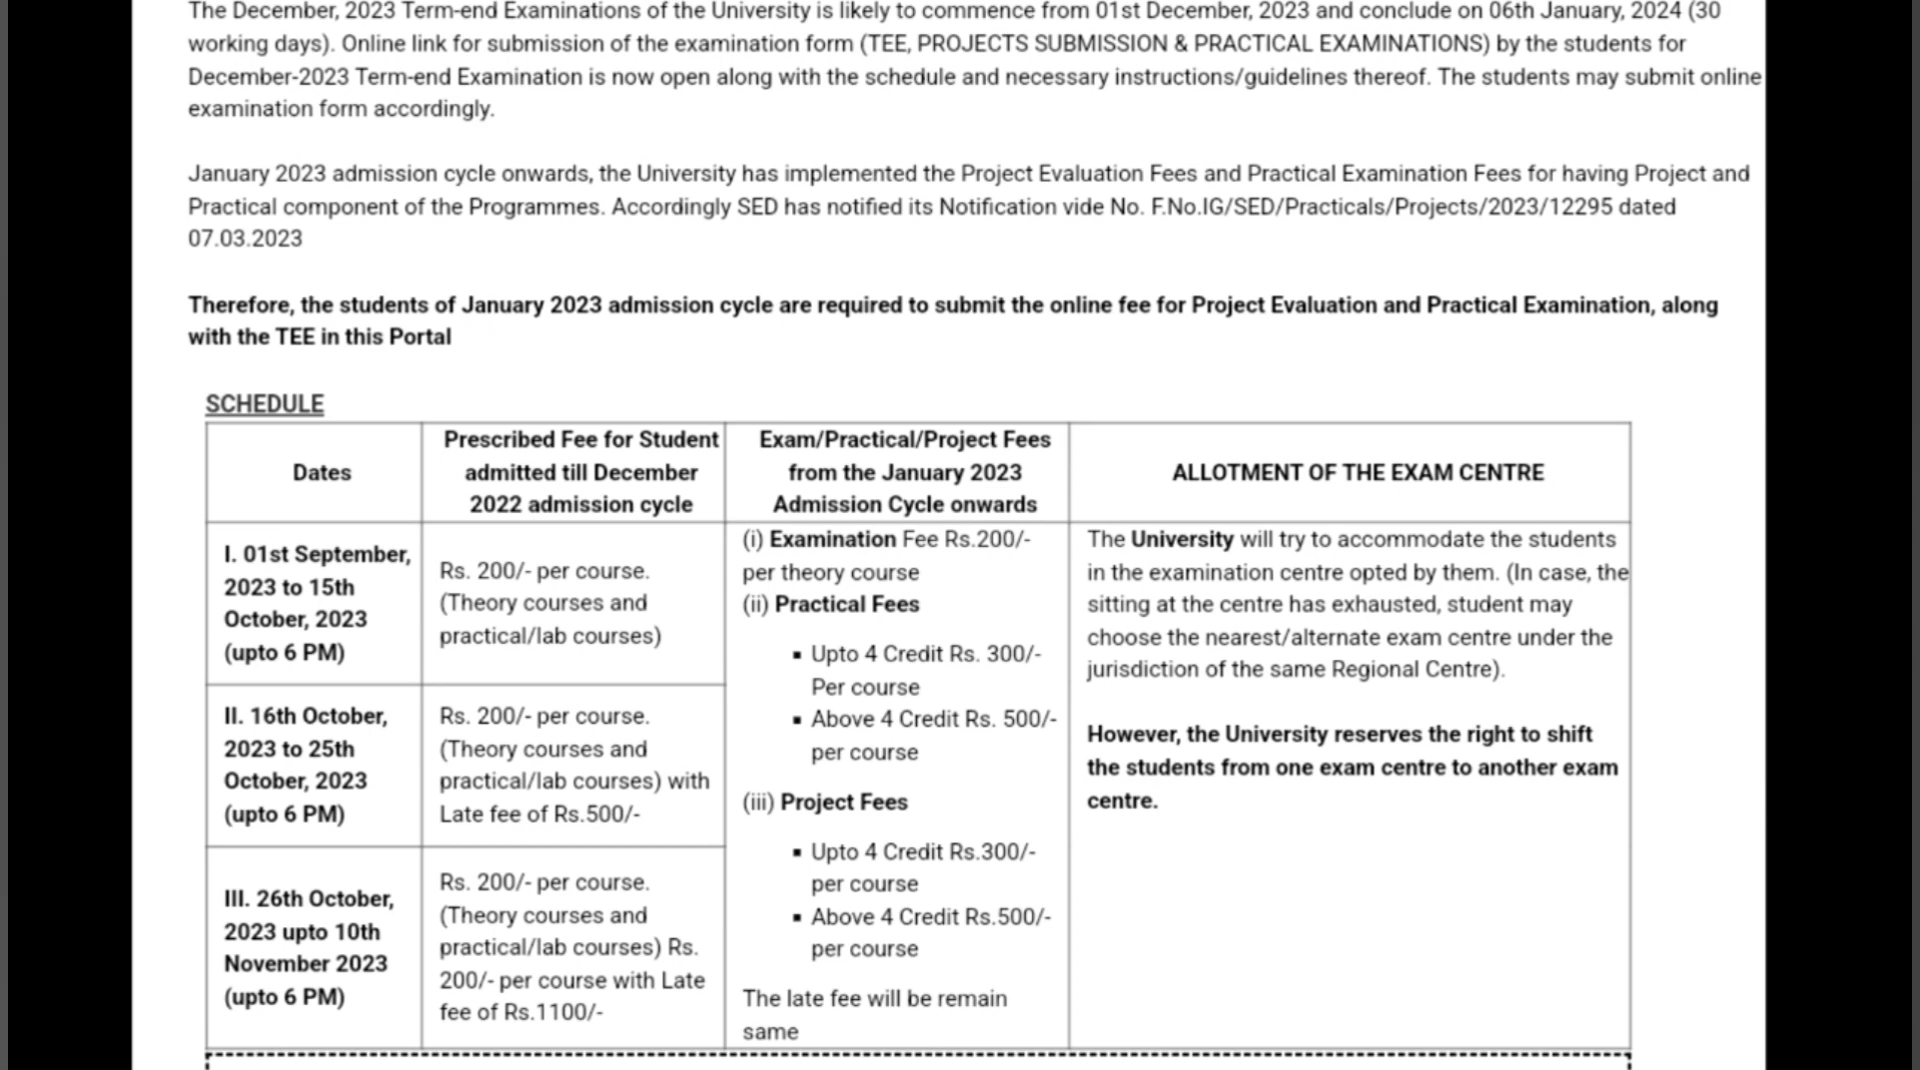 The December, 2023 Term-end Examinations of the University is likely to commence from 01st December, 2023 and conclude on 06th January, 2024 (30
working days). Online link for submission of the examination form (TEE, PROJECTS SUBMISSION & PRACTICAL EXAMINATIONS) by the students for
December-2023 Term-end Examination is now open along with the schedule and necessary instructions/guidelines thereof. The students may submit online
examination form accordingly.
January 2023 admission cycle onwards, the University has implemented the Project Evaluation Fees and Practical Examination Fees for having Project and
Practical component of the Programmes. Accordingly SED has notified its Notification vide No. F.No.IG/SED/Practicals/Projects/2023/12295 dated
07.03.2023
Therefore, the students of January 2023 admission cycle are required to submit the online fee for Project Evaluation and Practical Examination, along
with the TEE in this Portal
SCHEDULE
Dates
Prescribed Fee for Student
admitted till December
2022 admission cycle
Exam/Practical/Project Fees
from the January 2023
Admission Cycle onwards
ALLOTMENT OF THE EXAM CENTRE
I. 01st September,
2023 to 15th
October, 2023
(upto 6 PM)
Rs. 200/- per course.
(Theory courses and
practical/lab courses)
(i) Examination Fee Rs.200/-
per theory course
(ii) Practical Fees
▪ Upto 4 Credit Rs. 300/-
Per course
▪ Above 4 Credit Rs. 500/-
per course
(iii) Project Fees
▪ Upto 4 Credit Rs.300/-
per course
▪ Above 4 Credit Rs.500/-
per course
The late fee will be remain
same
The University will try to accommodate the students
in the examination centre opted by them. (In case, the
sitting at the centre has exhausted, student may
choose the nearest/alternate exam centre under the
jurisdiction of the same Regional Centre).
However, the University reserves the right to shift
the students from one exam centre to another exam
centre.
II. 16th October,
2023 to 25th
October, 2023
(upto 6 PM)
Rs. 200/- per course.
(Theory courses and
practical/lab courses) with
Late fee of Rs.500/-
III. 26th October,
2023 upto 10th
November 2023
(upto 6 PM)
Rs. 200/- per course.
(Theory courses and
practical/lab courses) Rs.
200/- per course with Late
fee of Rs.1100/-